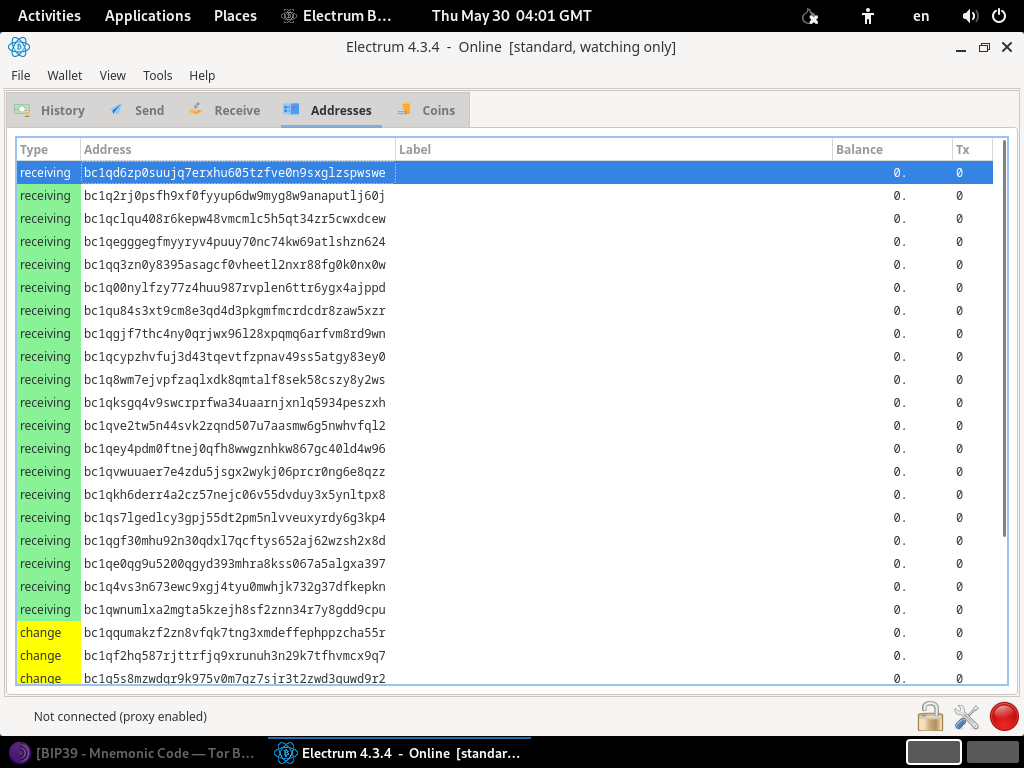 Activities Applications Places Electrum B... Thu May 30 04:01 GMT en
Electrum 4.3.4 - Online [standard, watching only]
File Wallet View Tools Help
History Send Receive Addresses Coins
Type Address Label Balance Tx
receiving bc1qd6zp0suujq7erxhu605tzfve0n9sxglzspwswe 0. 0
receiving bc1q2rj0psfh9xf0fyyup6dw9myg8w9anaputlj60j 0. 0
receiving bc1qclqu408r6kepw48vmcmlc5h5qt34zr5cwxdcew 0. 0
receiving bc1qegggegfmyyryv4puuy70nc74kw69atlshzn624 0. 0
receiving bc1qq3zn0y8395asagcf0vheetl2nxr88fg0k0nx0w 0. 0
receiving bc1q00nylfzy77z4huu987rvplen6ttr6ygx4ajppd 0. 0
receiving bc1qu84s3xt9cm8e3qd4d3pkgmfmcrdcdr8zaw5xzr 0. 0
receiving bc1qgjf7thc4ny0qrjwx96l28xpqmq6arfvm8rd9wn 0. 0
receiving bc1qcypzhvfuj3d43tqevtfzpnav49ss5atgy83ey0 0. 0
receiving bc1q8wm7ejvpfzaqlxdk8qmtalf8sek58cszy8y2ws 0. 0
receiving bc1qksgq4v9swcrprfwa34uaarnjxnlq5934peszxh 0. 0
receiving bc1qve2tw5n44svk2zqnd507u7aasmw6g5nwhvfql2 0. 0
receiving bc1qey4pdm0ftnej0qfh8wwgznhkw867gc40ld4w96 0. 0
receiving bc1qvwuuaer7e4zdu5jsgx2wykj06prcr0ng6e8qzz 0. 0
receiving bc1qkh6derr4a2cz57nejc06v55dvduy3x5ynltpx8 0. 0
receiving bc1qs7lgedlcy3gpj55dt2pm5nlvveuxyrdy6g3kp4 0. 0
receiving bc1qgf30mhu92n30qdxl7qcftys652aj62wzsh2x8d 0. 0
receiving bc1qe0qg9u5200qgyd393mhra8kss067a5algxa397 0. 0
receiving bc1q4vs3n673ewc9xgj4tyu0mwhjk732g37dfkepkn 0. 0
receiving bc1qwnumlxa2mgta5kzejh8sf2znn34r7y8gdd9cpu 0. 0
change bc1qqumakzf2zn8vfqk7tng3xmdeffephppzcha55r 0. 0
change bc1qf2hq587rjttrfjq9xrunuh3n29k7tfhvmcx9q7 0. 0
change bc1q5s8mzwdqr9k975v0m7qz7sjr3t2zwd3quwd9r2 0. 0
Not connected (proxy enabled)
[BIP39 - Mnemonic Code — Tor B... Electrum 4.3.4 - Online [standar...